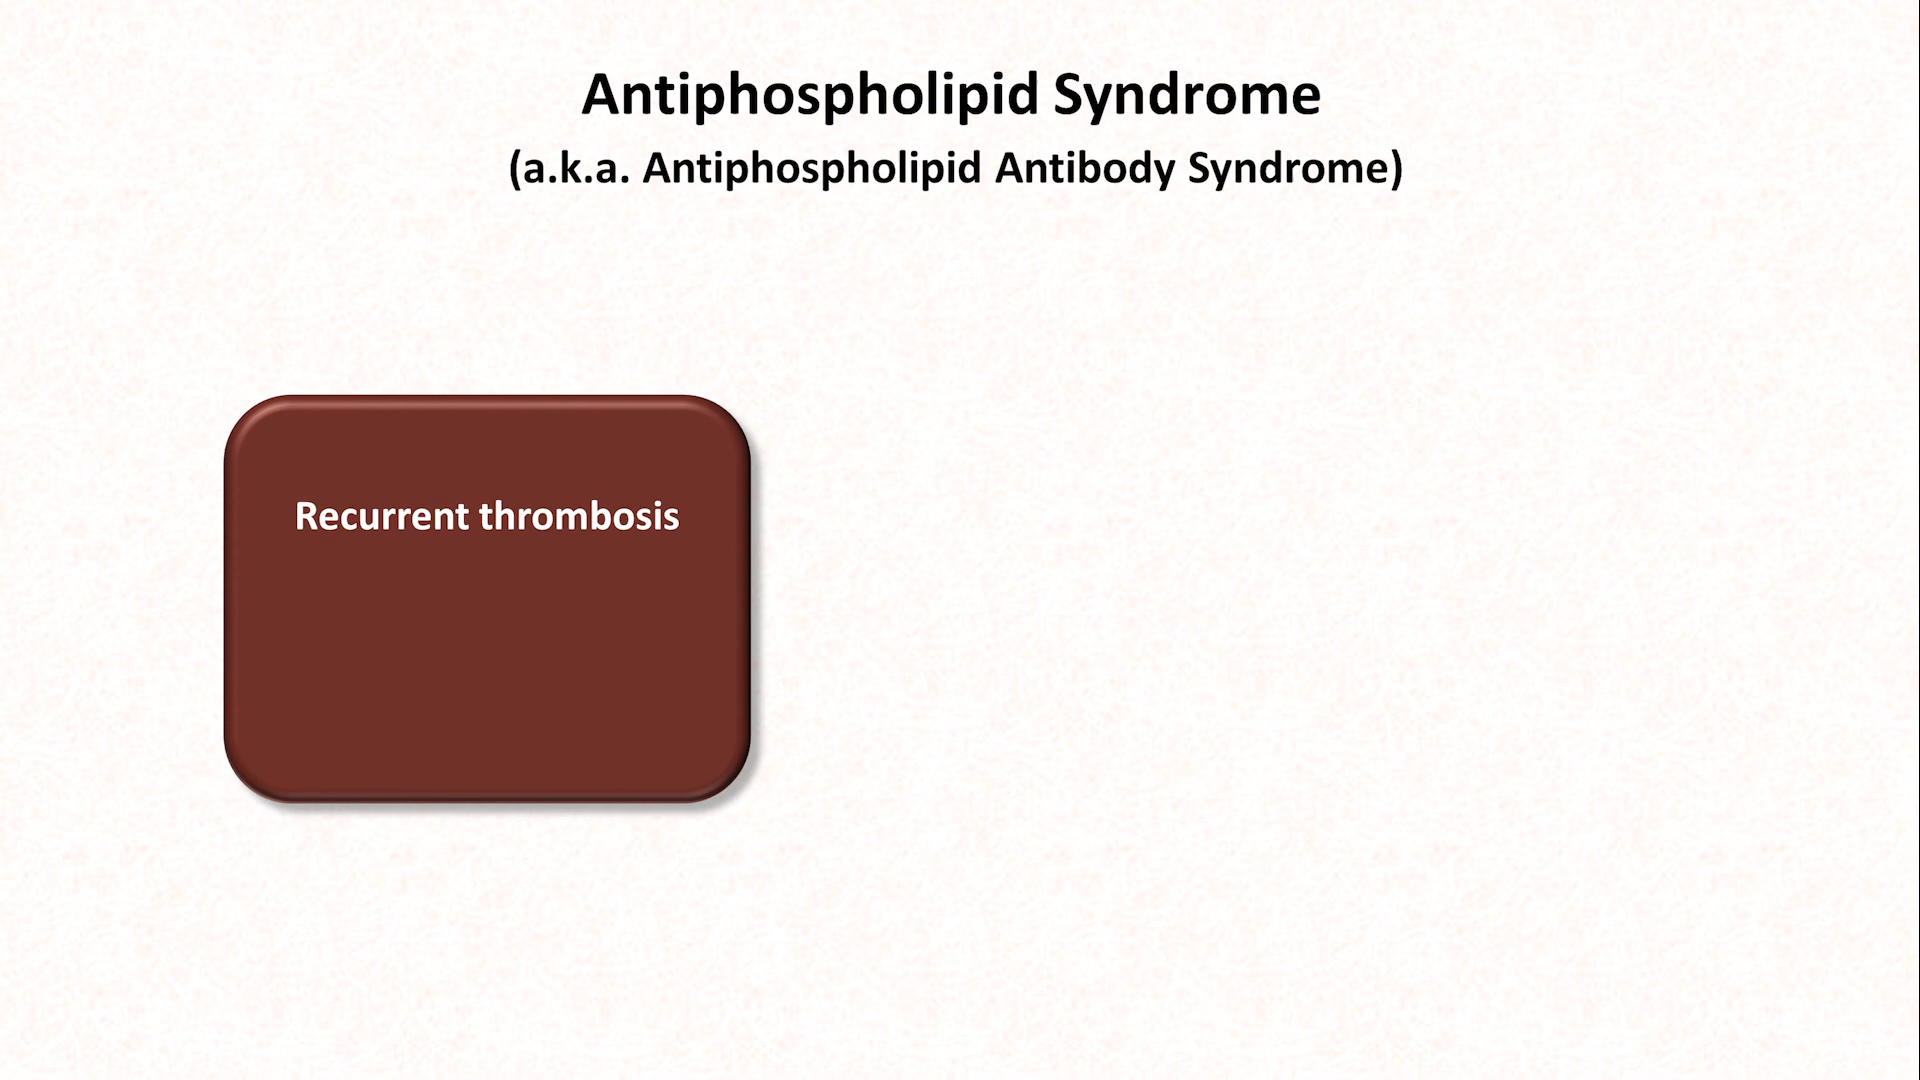 Antiphospholipid Syndrome
(a.k.a. Antiphospholipid Antibody Syndrome)
Recurrent thrombosis